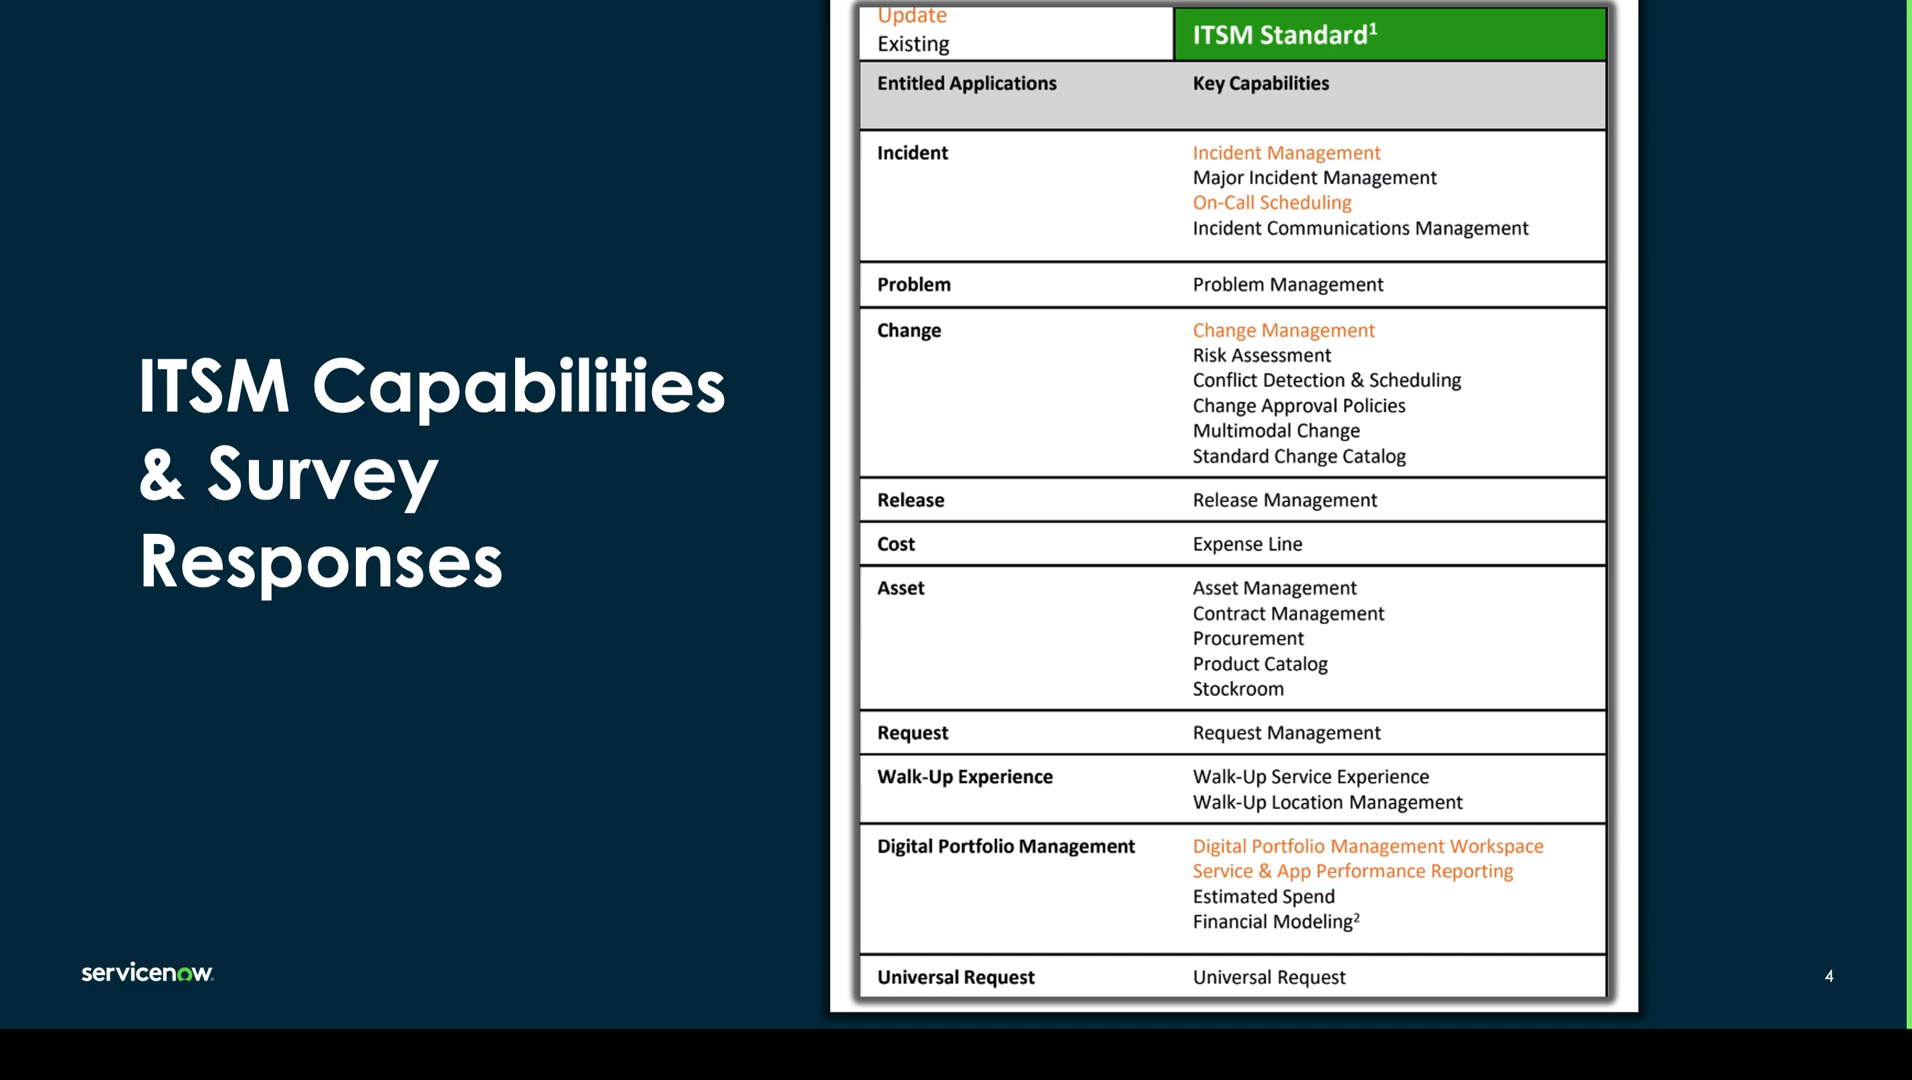 ITSM Capabilities
& Survey
Responses
Update
Existing
ITSM Standard¹
Entitled Applications
Key Capabilities
Incident
Incident Management
Major Incident Management
On-Call Scheduling
Incident Communications Management
Problem
Problem Management
Change
Change Management
Risk Assessment
Conflict Detection & Scheduling
Change Approval Policies
Multimodal Change
Standard Change Catalog
Release
Release Management
Cost
Expense Line
Asset
Asset Management
Contract Management
Procurement
Product Catalog
Stockroom
Request
Request Management
Walk-Up Experience
Walk-Up Service Experience
Walk-Up Location Management
Digital Portfolio Management
Digital Portfolio Management Workspace
Service & App Performance Reporting
Estimated Spend
Financial Modeling²
Universal Request
Universal Request
servicenow
4